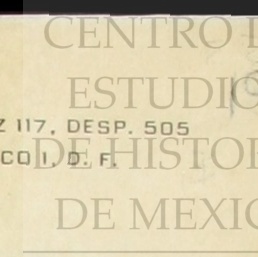 CENTRO
ESTUDIO
Z 117, DESP. 505
CO I, D. F.
DE HISTO
DE MEXIC